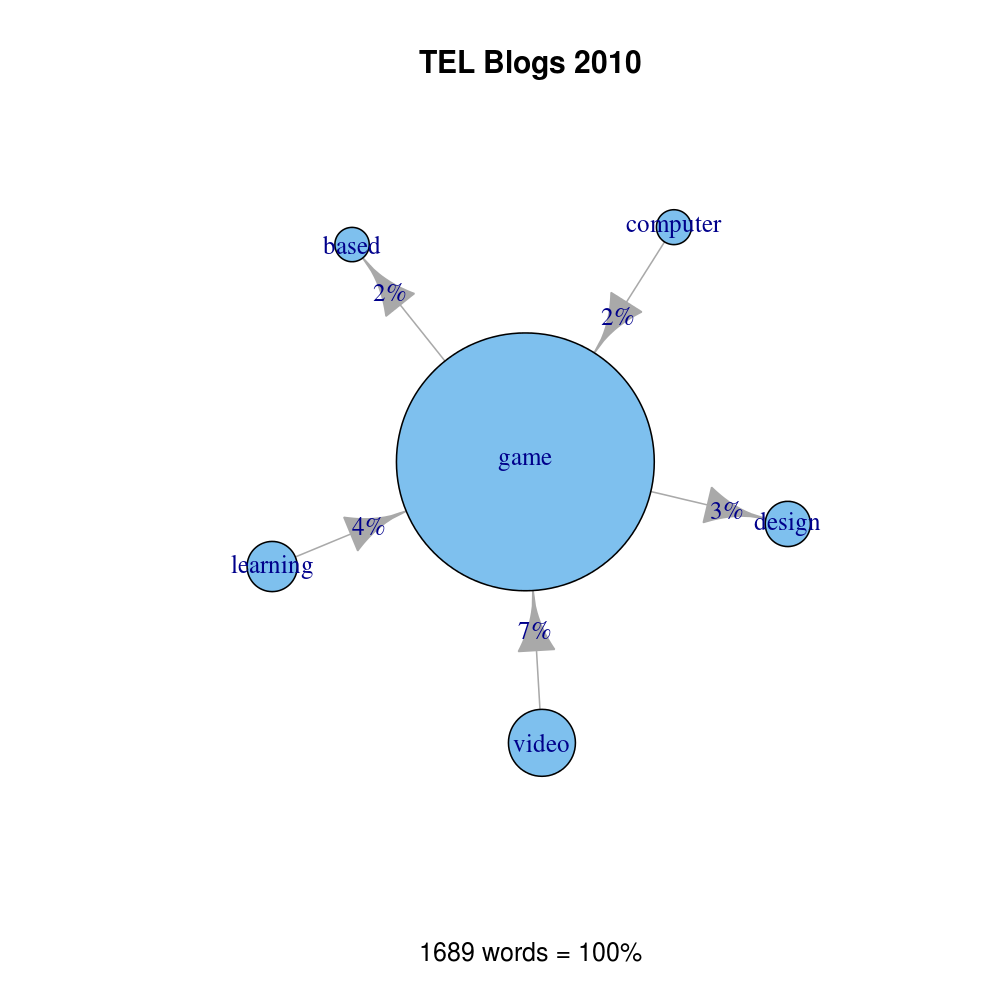 TEL Blogs 2010
computer
based
2%
2%
game
3%
design
4%
learning
7%
video
1689 words = 100%